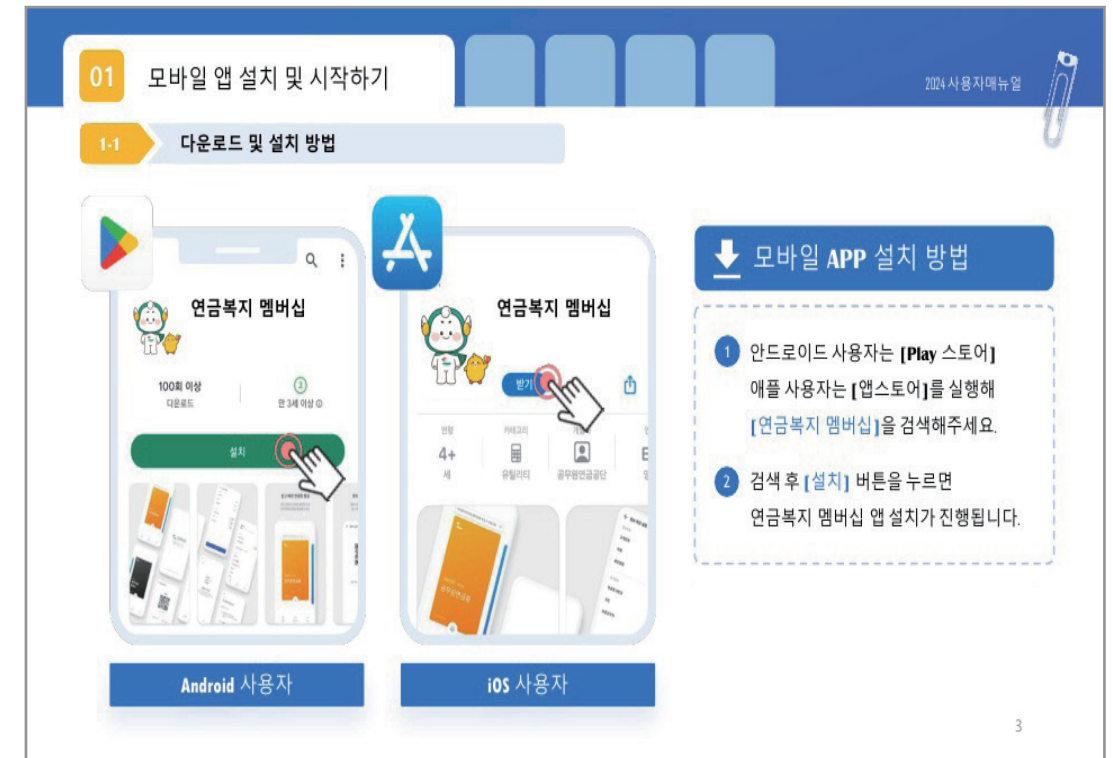 01 모바일 앱 설치 및 시작하기
2024 사용자매뉴얼
1-1 다운로드 및 설치 방법
연금복지 멤버십
100회 이상
다운로드
3
만 3세 이상
설치
Android 사용자
연금복지 멤버십
받기
연령
카테고리
4+
세
유틸리티
공무원연금공단
iOS 사용자
모바일 APP 설치 방법
1 안드로이드 사용자는 [Play 스토어]
애플 사용자는 [앱스토어]를 실행해
[연금복지 멤버십]을 검색해주세요.
2 검색 후 [설치] 버튼을 누르면
연금복지 멤버십 앱 설치가 진행됩니다.
3